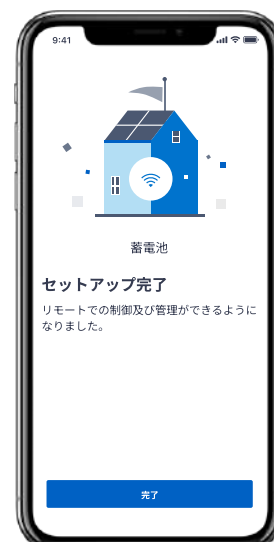 9:41
蓄電池
セットアップ完了
リモートでの制御及び管理ができるように
なりました。
完了